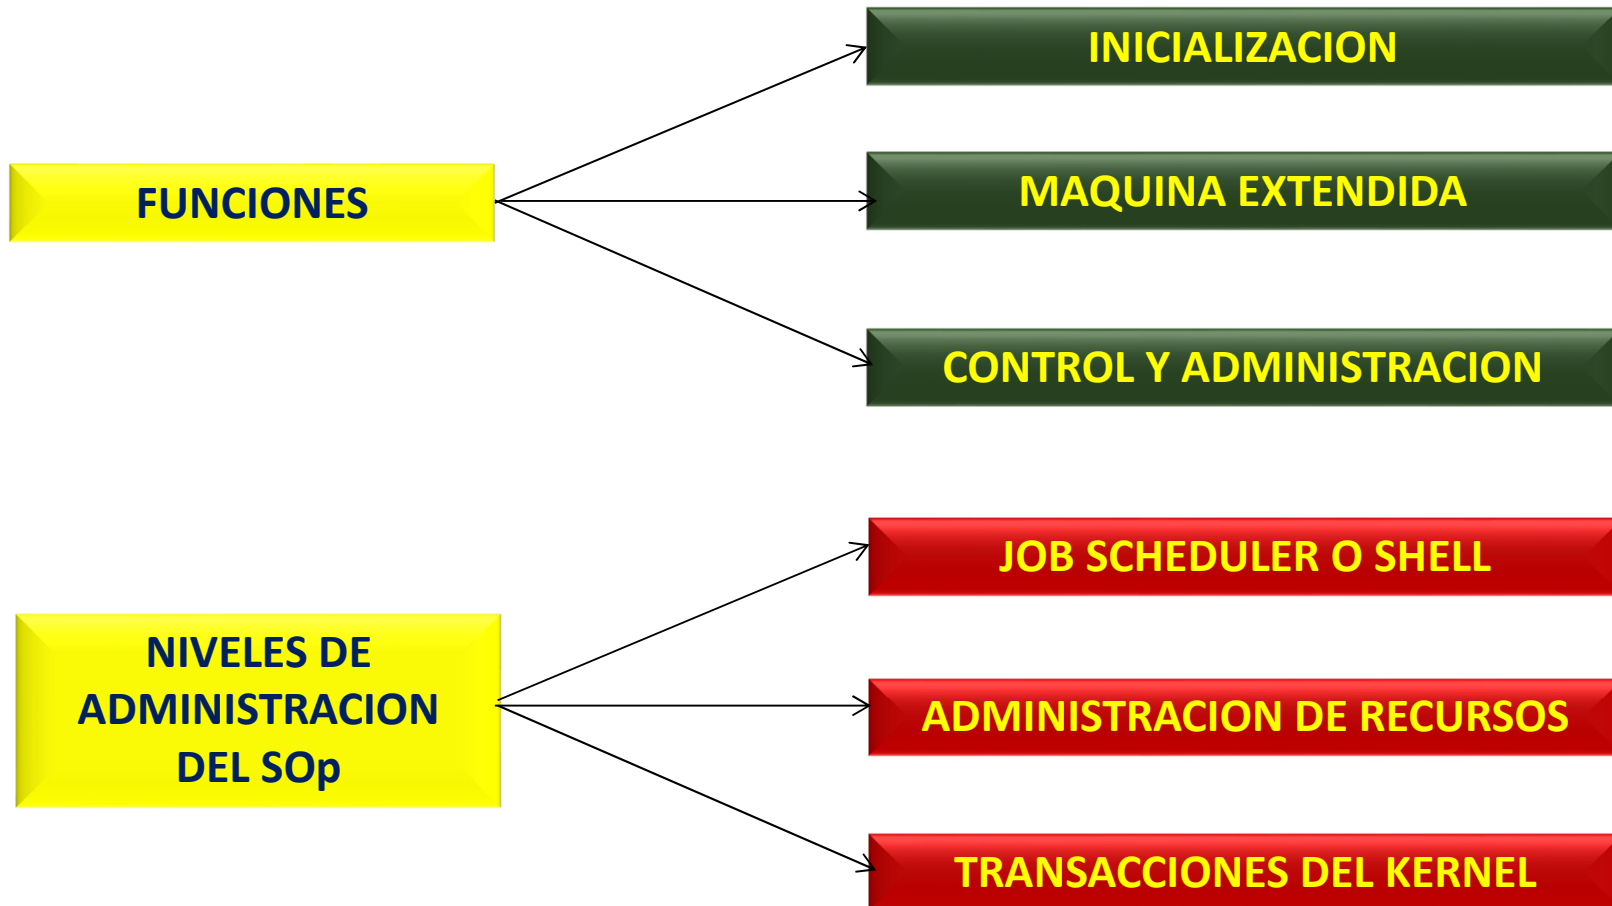 INICIALIZACION
MAQUINA EXTENDIDA
FUNCIONES
CONTROL Y ADMINISTRACION
JOB SCHEDULER O SHELL
NIVELES DE
ADMINISTRACION
DEL SOp
ADMINISTRACION DE RECURSOS
TRANSACCIONES DEL KERNEL